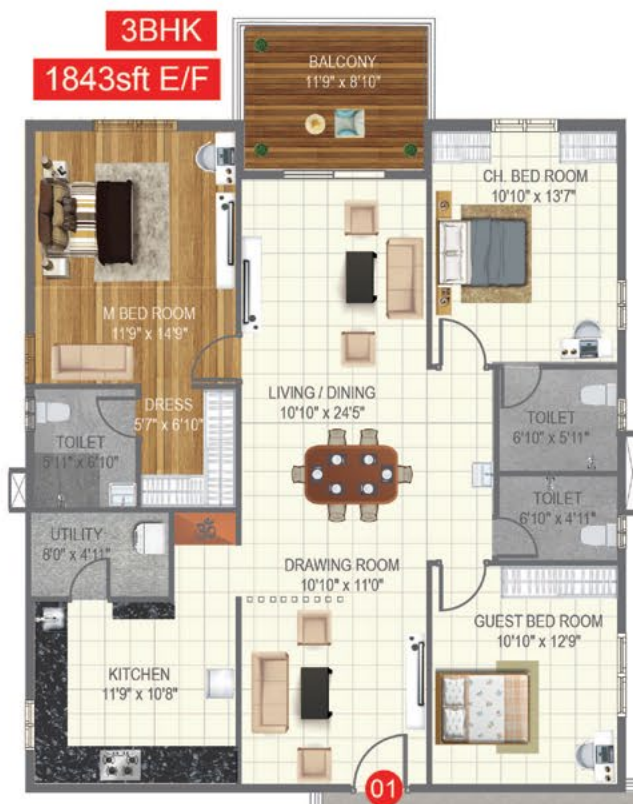 3BHK
1843sft E/F
BALCONY
11'9" x 8'10"
CH. BED ROOM
10'10" x 13'7"
M BED ROOM
11'9" x 14'9"
LIVING / DINING
10'10" x 24'5"
DRESS
5'7" x 6'10"
TOILET
5'11" x 6'10"
TOILET
6'10" x 5'11"
TOILET
6'10" x 4'11"
UTILITY
8'0" x 4'11"
ॐ
DRAWING ROOM
10'10" x 11'0"
GUEST BED ROOM
10'10" x 12'9"
KITCHEN
11'9" x 10'8"
01